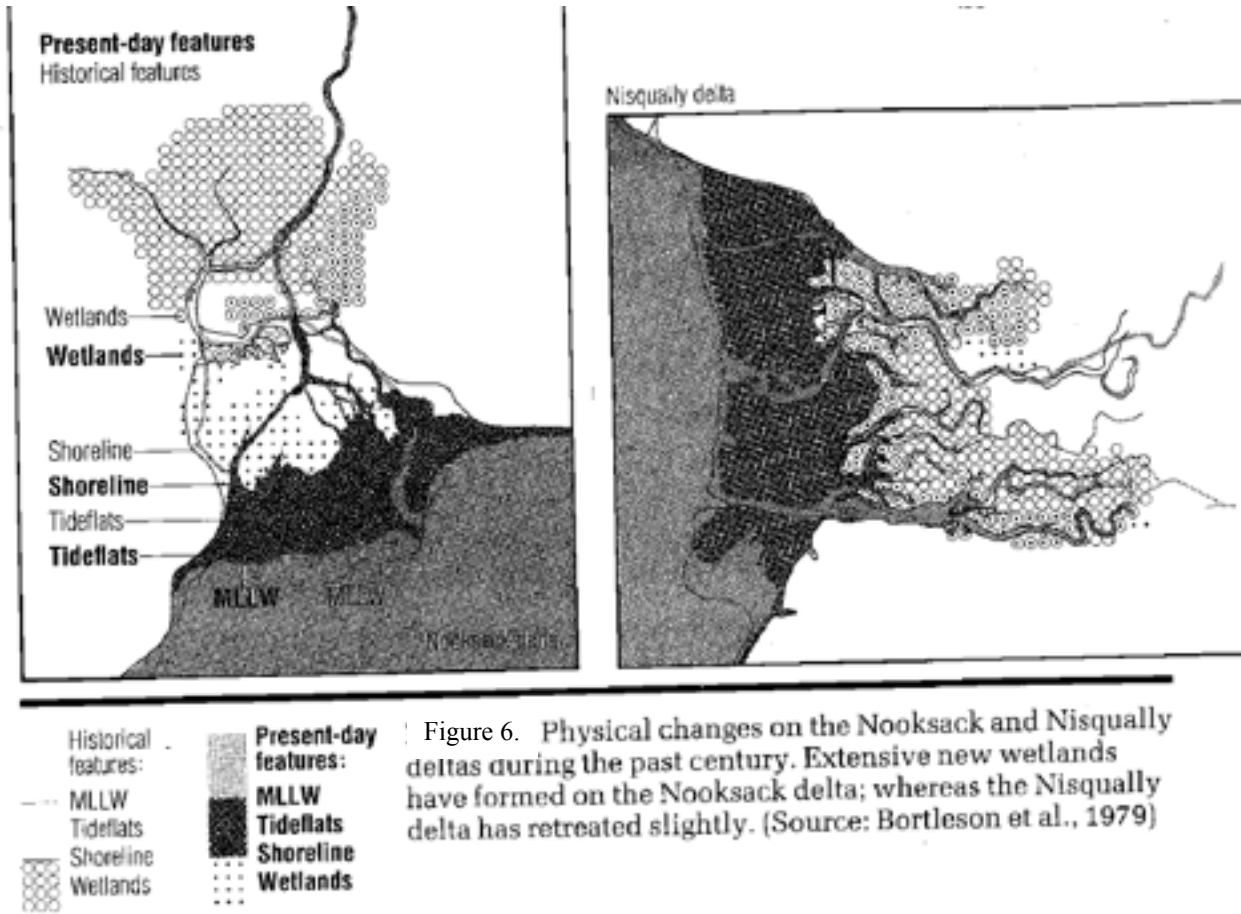 Present-day features
Historical features
Wetlands
Wetlands
Shoreline
Shoreline
Tideflats
Tideflats
MLLW MLLW
Nisqually delta
Historical
features:
MLLW
Tideflats
Shoreline
Wetlands
Present-day
features:
MLLW
Tideflats
Shoreline
Wetlands
Figure 6. Physical changes on the Nooksack and Nisqually
deltas during the past century. Extensive new wetlands
have formed on the Nooksack delta; whereas the Nisqually
delta has retreated slightly. (Source: Bortleson et al., 1979)